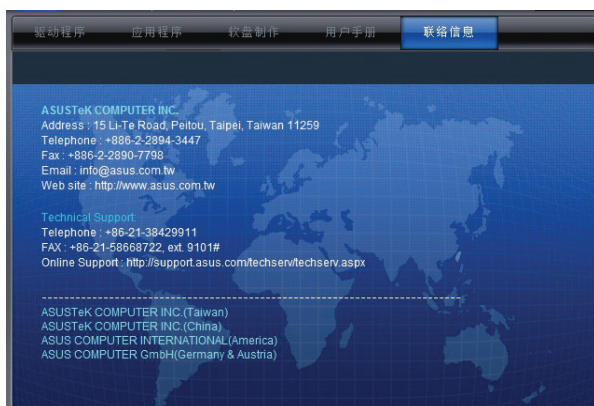 驱动程序 应用程序 软盘制作 用户手册 联络信息
ASUSTeK COMPUTER INC.
Address : 15 Li-Te Road, Peitou, Taipei, Taiwan 11259
Telephone : +886-2-2894-3447
Fax : +886-2-2890-7798
Email : info@asus.com.tw
Web site : http://www.asus.com.tw
Technical Support:
Telephone : +86-21-38429911
FAX : +86-21-58668722, ext. 9101#
Online Support : http://support.asus.com/techserv/techserv.aspx
ASUSTeK COMPUTER INC.(Taiwan)
ASUSTeK COMPUTER INC.(China)
ASUS COMPUTER INTERNATIONAL(America)
ASUS COMPUTER GmbH(Germany & Austria)